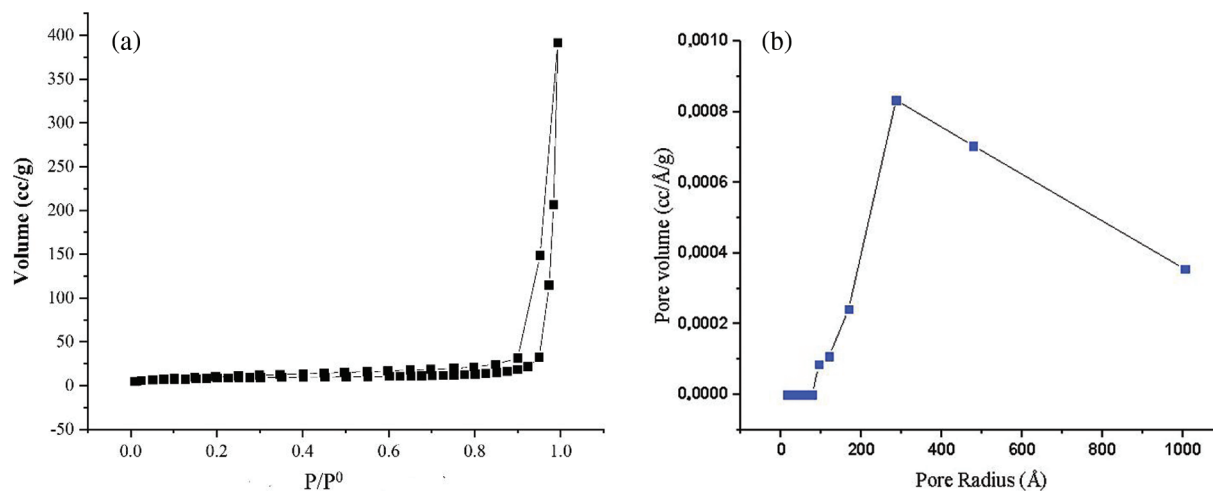 (a)
400
350
300
250
200
150
100
50
0
-50
Volume (cc/g)
0.0 0.2 0.4 0.6 0.8 1.0
P/P⁰
(b)
0,0010
0,0008
0,0006
0,0004
0,0002
0,0000
Pore volume (cc/Å/g)
0 200 400 600 800 1000
Pore Radius (Å)